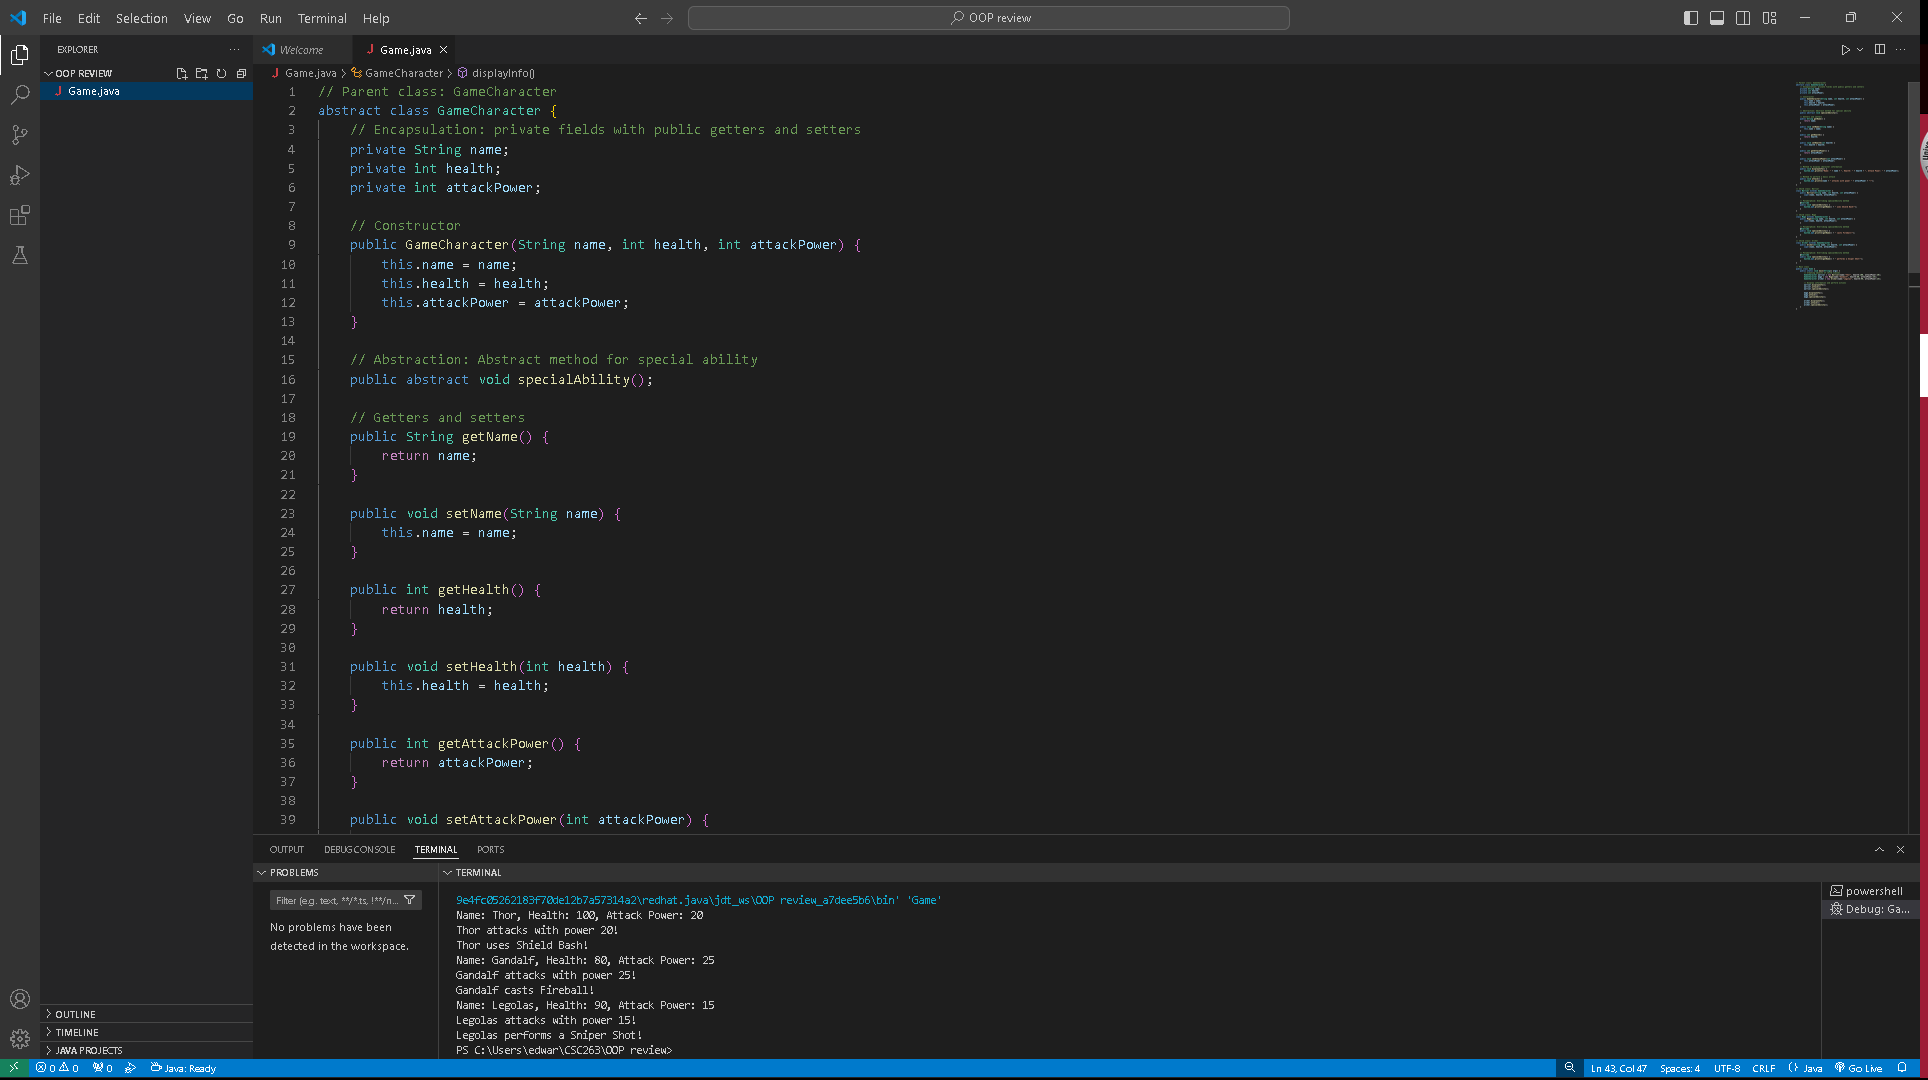 File Edit Selection View Go Run Terminal Help
OOP review
EXPLORER
OOP REVIEW
Game.java
OUTLINE
TIMELINE
JAVA PROJECTS
Welcome
Game.java
Game.java > GameCharacter > displayInfo()
1 // Parent class: GameCharacter
2 abstract class GameCharacter {
3 // Encapsulation: private fields with public getters and setters
4 private String name;
5 private int health;
6 private int attackPower;
7
8 // Constructor
9 public GameCharacter(String name, int health, int attackPower) {
10 this.name = name;
11 this.health = health;
12 this.attackPower = attackPower;
13 }
14
15 // Abstraction: Abstract method for special ability
16 public abstract void specialAbility();
17
18 // Getters and setters
19 public String getName() {
20 return name;
21 }
22
23 public void setName(String name) {
24 this.name = name;
25 }
26
27 public int getHealth() {
28 return health;
29 }
30
31 public void setHealth(int health) {
32 this.health = health;
33 }
34
35 public int getAttackPower() {
36 return attackPower;
37 }
38
39 public void setAttackPower(int attackPower) {
OUTPUT DEBUG CONSOLE TERMINAL PORTS
PROBLEMS
Filter (e.g. text, **/*.ts, !**/n...
No problems have been
detected in the workspace.
TERMINAL
9e4fc05262183f70de12b7a57314a2\redhat.java\jdt_ws\OOP review_a7dee5b6\bin' 'Game'
Name: Thor, Health: 100, Attack Power: 20
Thor attacks with power 20!
Thor uses Shield Bash!
Name: Gandalf, Health: 80, Attack Power: 25
Gandalf attacks with power 25!
Gandalf casts Fireball!
Name: Legolas, Health: 90, Attack Power: 15
Legolas attacks with power 15!
Legolas performs a Sniper Shot!
PS C:\Users\edwar\CSC263\OOP review>
powershell
Debug: Ga...
0 0 0 Java: Ready
Ln 43, Col 47 Spaces: 4 UTF-8 CRLF Java Go Live